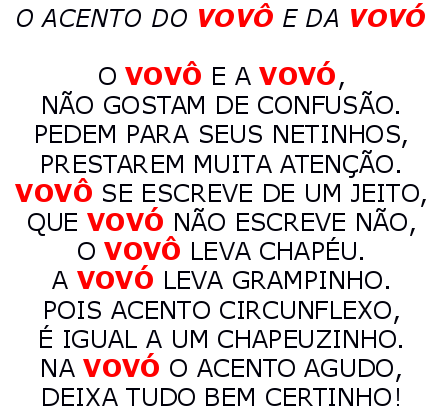 O ACENTO DO VOVÔ E DA VOVÓ
O VOVÔ E A VOVÓ,
NÃO GOSTAM DE CONFUSÃO.
PEDEM PARA SEUS NETINHOS,
PRESTAREM MUITA ATENÇÃO.
VOVÔ SE ESCREVE DE UM JEITO,
QUE VOVÓ NÃO ESCREVE NÃO,
O VOVÔ LEVA CHAPÉU.
A VOVÓ LEVA GRAMPINHO.
POIS ACENTO CIRCUNFLEXO,
É IGUAL A UM CHAPEUZINHO.
NA VOVÓ O ACENTO AGUDO,
DEIXA TUDO BEM CERTINHO!